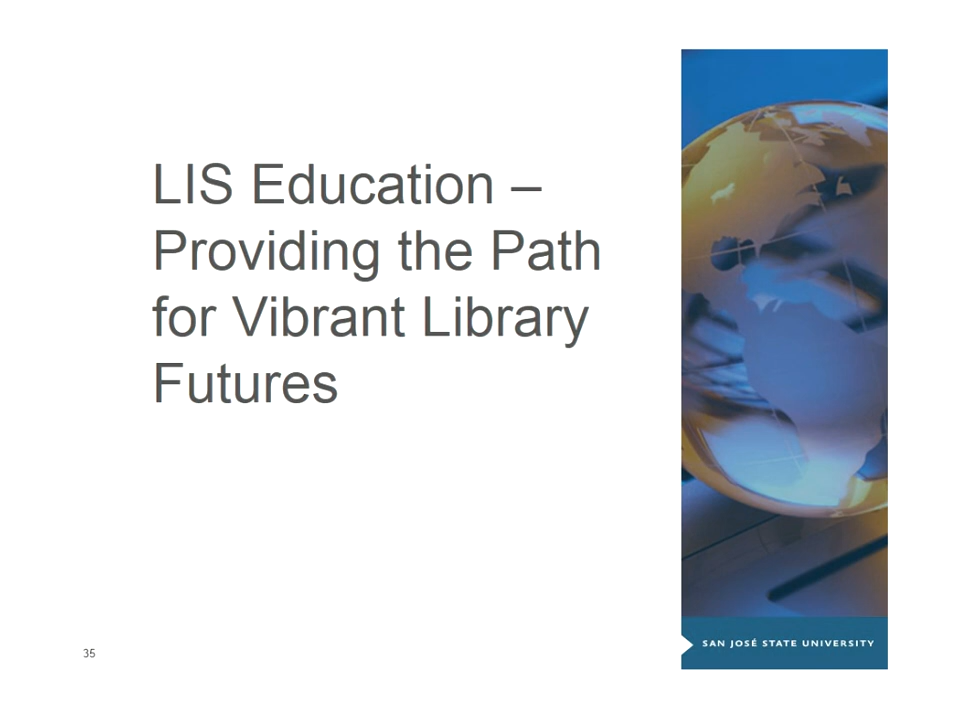 LIS Education –
Providing the Path
for Vibrant Library
Futures
SAN JOSÉ STATE UNIVERSITY
35